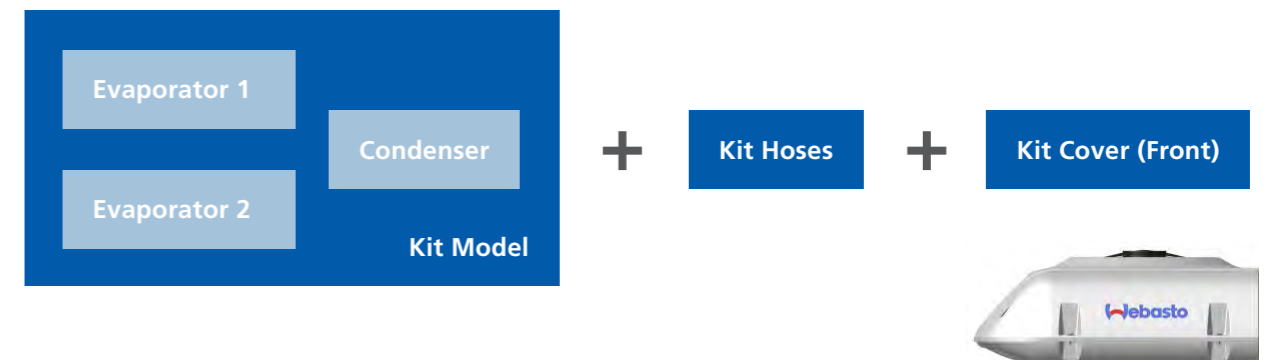 Evaporator 1
Evaporator 2
Condenser
Kit Model
+
Kit Hoses
+
Kit Cover (Front)
Webasto